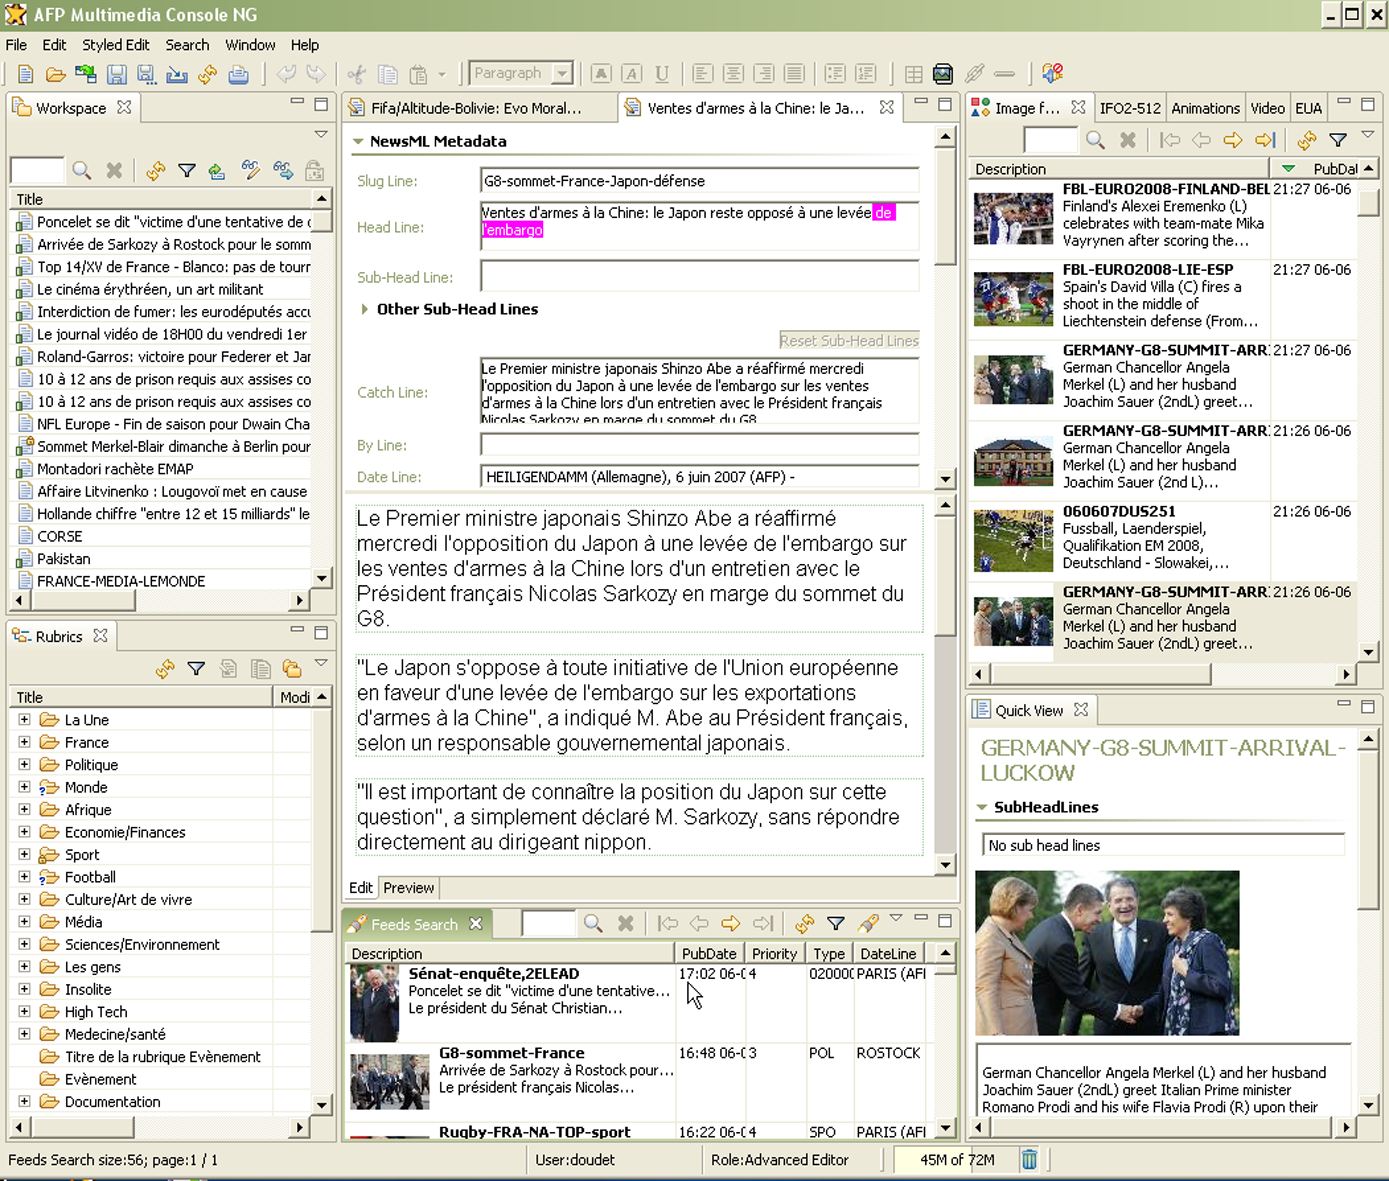 AFP Multimedia Console NG
File Edit Styled Edit Search Window Help
Paragraph
Workspace
Title
Poncelet se dit "victime d'une tentative de c
Arrivée de Sarkozy à Rostock pour le somm
Top 14/XV de France - Blanco: pas de tourr
Le cinéma érythréen, un art militant
Interdiction de fumer: les eurodéputés accu
Le journal vidéo de 18H00 du vendredi 1er
Roland-Garros: victoire pour Federer et Jar
10 à 12 ans de prison requis aux assises co
10 à 12 ans de prison requis aux assises co
NFL Europe - Fin de saison pour Dwain Cha
Sommet Merkel-Blair dimanche à Berlin pour
Montadori rachète EMAP
Affaire Litvinenko : Lougovoï met en cause
Hollande chiffre "entre 12 et 15 milliards" le
CORSE
Pakistan
FRANCE-MEDIA-LEMONDE
Rubrics
Title Modi
La Une
France
Politique
Monde
Afrique
Economie/Finances
Sport
Football
Culture/Art de vivre
Média
Sciences/Environnement
Les gens
Insolite
High Tech
Medecine/santé
Titre de la rubrique Evènement
Evènement
Documentation
Fifa/Altitude-Bolivie: Evo Moral...
Ventes d'armes à la Chine: le Ja...
NewsML Metadata
Slug Line: G8-sommet-France-Japon-défense
Head Line: Ventes d'armes à la Chine: le Japon reste opposé à une levée de
l'embargo
Sub-Head Line:
Other Sub-Head Lines
Reset Sub-Head Lines
Catch Line: Le Premier ministre japonais Shinzo Abe a réaffirmé mercredi
l'opposition du Japon à une levée de l'embargo sur les ventes
d'armes à la Chine lors d'un entretien avec le Président français
Nicolas Sarkozy en marge du sommet du G8
By Line:
Date Line: HEILIGENDAMM (Allemagne), 6 juin 2007 (AFP) -
Le Premier ministre japonais Shinzo Abe a réaffirmé
mercredi l'opposition du Japon à une levée de l'embargo sur
les ventes d'armes à la Chine lors d'un entretien avec le
Président français Nicolas Sarkozy en marge du sommet du
G8.
"Le Japon s'oppose à toute initiative de l'Union européenne
en faveur d'une levée de l'embargo sur les exportations
d'armes à la Chine", a indiqué M. Abe au Président français,
selon un responsable gouvernemental japonais.
"Il est important de connaître la position du Japon sur cette
question", a simplement déclaré M. Sarkozy, sans répondre
directement au dirigeant nippon.
Edit Preview
Feeds Search
Description PubDate Priority Type DateLine
Sénat-enquête,2ELEAD 17:02 06-0 4 020000 PARIS (AF
Poncelet se dit "victime d'une tentative...
Le président du Sénat Christian...
G8-sommet-France 16:48 06-0 3 POL ROSTOCK
Arrivée de Sarkozy à Rostock pour...
Le président français Nicolas...
Rugby-FRA-NA-TOP-sport 16:22 06-0 4 SPO PARIS (AF
Image f... IFO2-512 Animations Video EUA
Description PubDa
FBL-EURO2008-FINLAND-BEL 21:27 06-06
Finland's Alexei Eremenko (L)
celebrates with team-mate Mika
Vayrynen after scoring the...
FBL-EURO2008-LIE-ESP 21:27 06-06
Spain's David Villa (C) fires a
shoot in the middle of
Liechtenstein defense (From...
GERMANY-G8-SUMMIT-ARR 21:27 06-06
German Chancellor Angela
Merkel (L) and her husband
Joachim Sauer (2ndL) greet...
GERMANY-G8-SUMMIT-ARR 21:26 06-06
German Chancellor Angela
Merkel (L) and her husband
Joachim Sauer (2nd L)...
060607DUS251 21:26 06-06
Fussball, Laenderspiel,
Qualifikation EM 2008,
Deutschland - Slowakei,...
GERMANY-G8-SUMMIT-ARR 21:26 06-06
German Chancellor Angela
Merkel (L) and her husband
Joachim Sauer (2ndL) greet...
Quick View
GERMANY-G8-SUMMIT-ARRIVAL-
LUCKOW
SubHeadLines
No sub head lines
German Chancellor Angela Merkel (L) and her husband
Joachim Sauer (2ndL) greet Italian Prime minister
Romano Prodi and his wife Flavia Prodi (R) upon their
Feeds Search size:56; page:1 / 1 User:doudet Role:Advanced Editor 45M of 72M